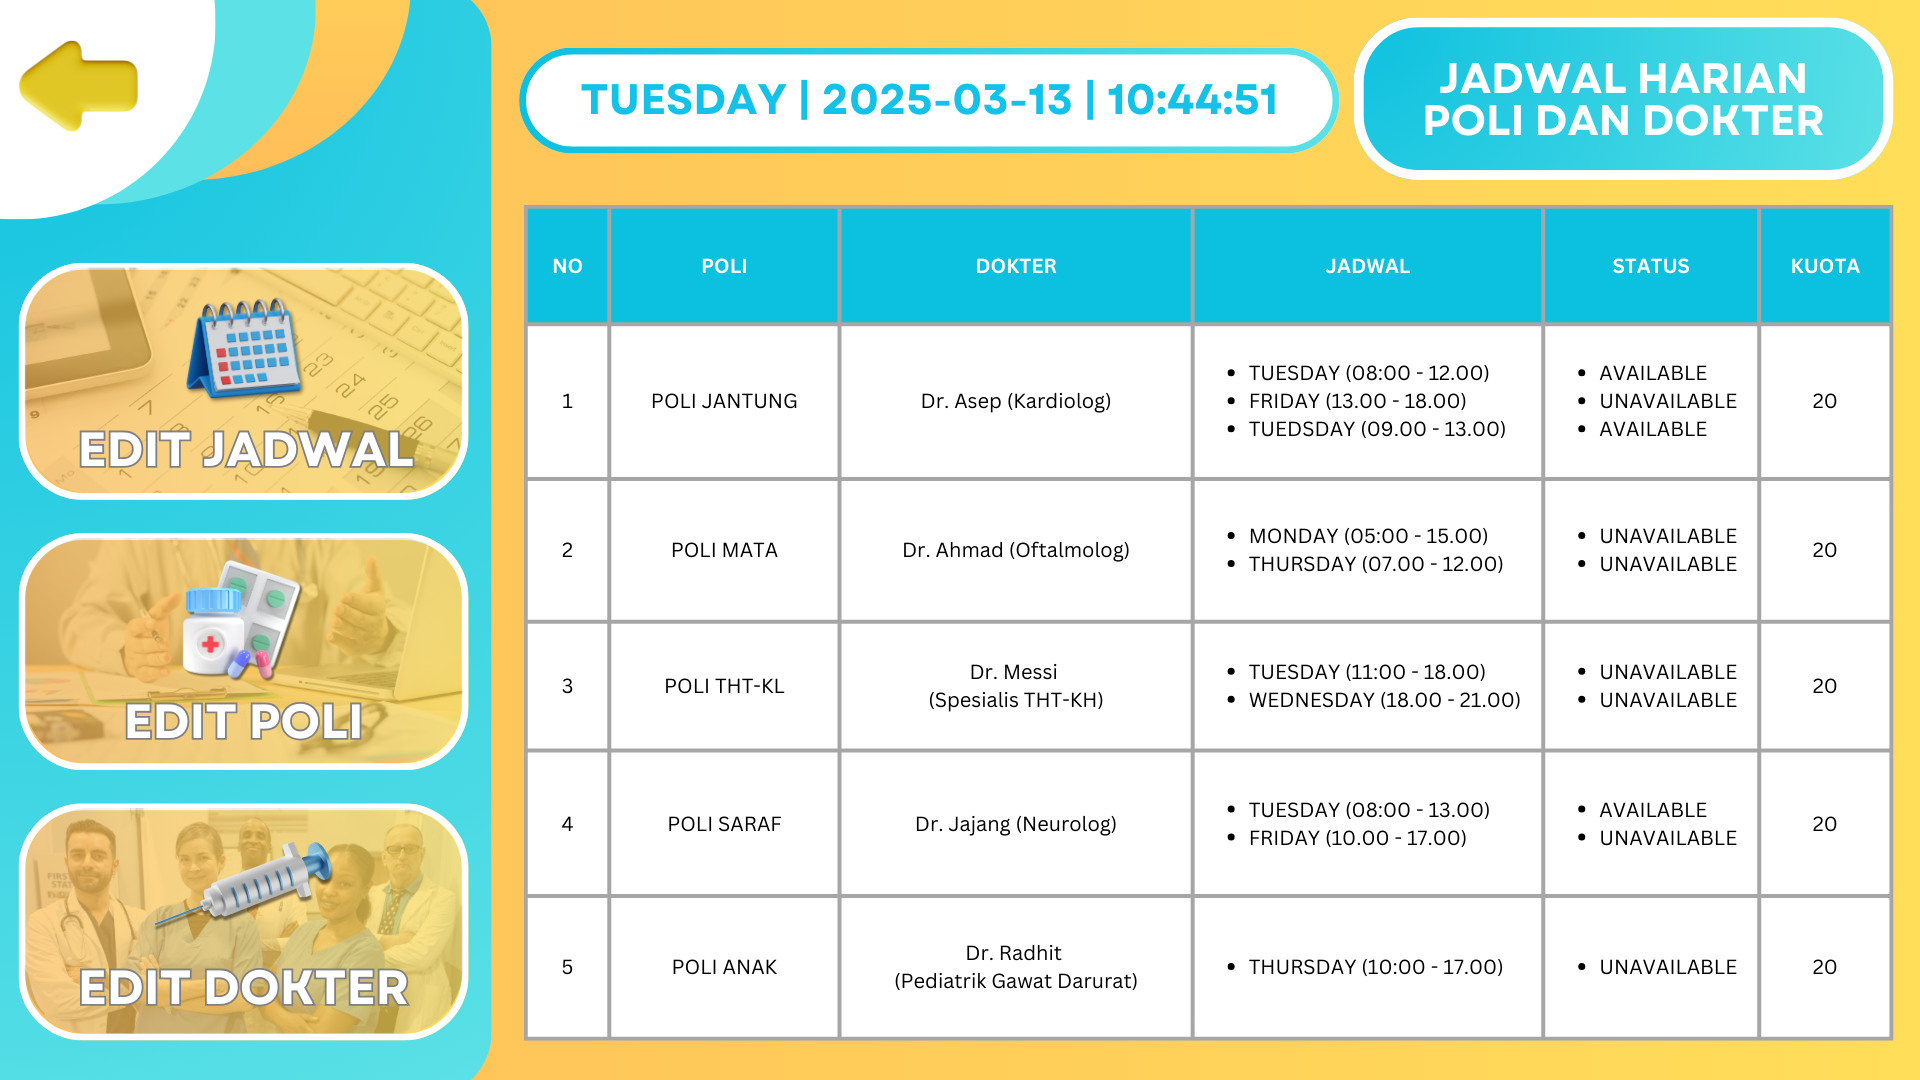 TUESDAY | 2025-03-13 | 10:44:51
JADWAL HARIAN
POLI DAN DOKTER
EDIT JADWAL
EDIT POLI
EDIT DOKTER
NO POLI DOKTER JADWAL STATUS KUOTA
1 POLI JANTUNG Dr. Asep (Kardiolog)
• TUESDAY (08:00 - 12.00)
• FRIDAY (13.00 - 18.00)
• TUEDSDAY (09.00 - 13.00)
• AVAILABLE
• UNAVAILABLE
• AVAILABLE
20
2 POLI MATA Dr. Ahmad (Oftalmolog)
• MONDAY (05:00 - 15.00)
• THURSDAY (07.00 - 12.00)
• UNAVAILABLE
• UNAVAILABLE
20
3 POLI THT-KL
Dr. Messi
(Spesialis THT-KH)
• TUESDAY (11:00 - 18.00)
• WEDNESDAY (18.00 - 21.00)
• UNAVAILABLE
• UNAVAILABLE
20
4 POLI SARAF Dr. Jajang (Neurolog)
• TUESDAY (08:00 - 13.00)
• FRIDAY (10.00 - 17.00)
• AVAILABLE
• UNAVAILABLE
20
5 POLI ANAK
Dr. Radhit
(Pediatrik Gawat Darurat)
• THURSDAY (10:00 - 17.00)
• UNAVAILABLE
20